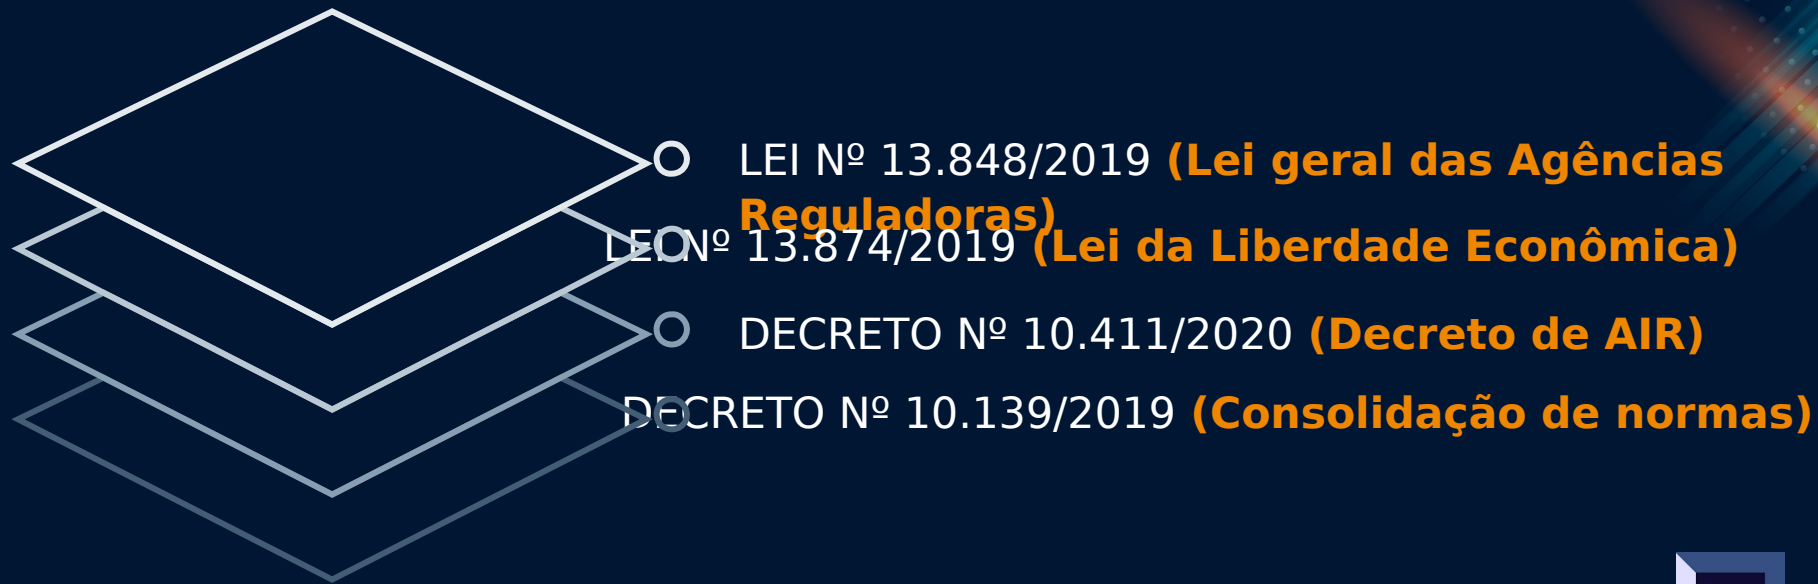 LEI Nº 13.848/2019 (Lei geral das Agências
Reguladoras)
LEI Nº 13.874/2019 (Lei da Liberdade Econômica)
DECRETO Nº 10.411/2020 (Decreto de AIR)
DECRETO Nº 10.139/2019 (Consolidação de normas)